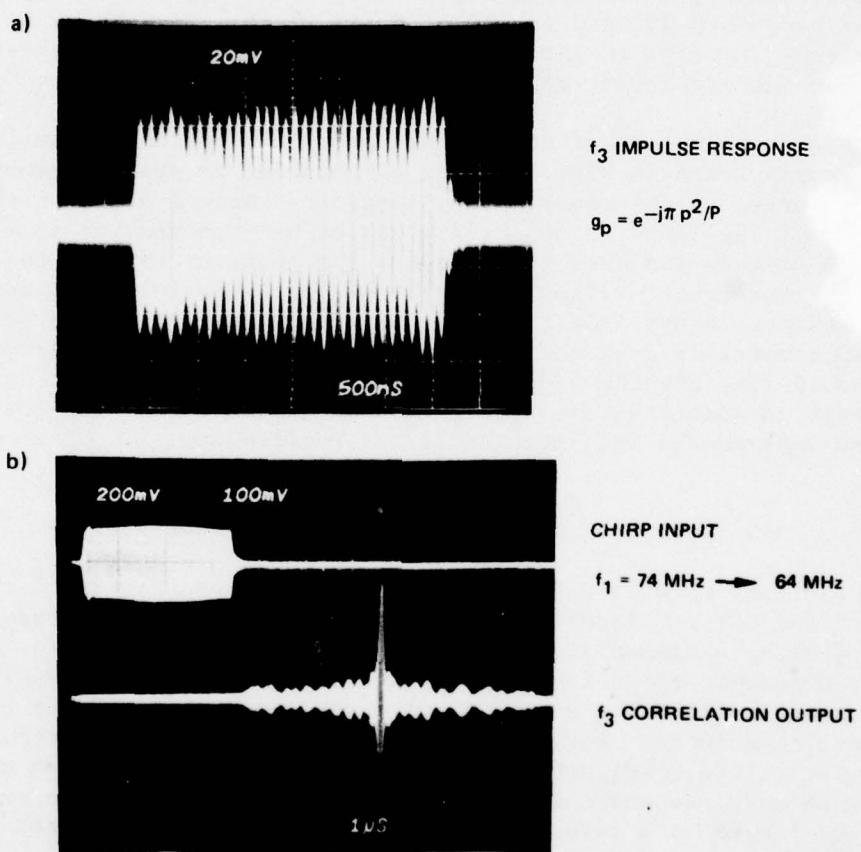 a)
20mV
f₃ IMPULSE RESPONSE
gₚ = e^−jπ p²/P
500nS
b)
200mV 100mV
CHIRP INPUT
f₁ = 74 MHz → 64 MHz
f₃ CORRELATION OUTPUT
1µS